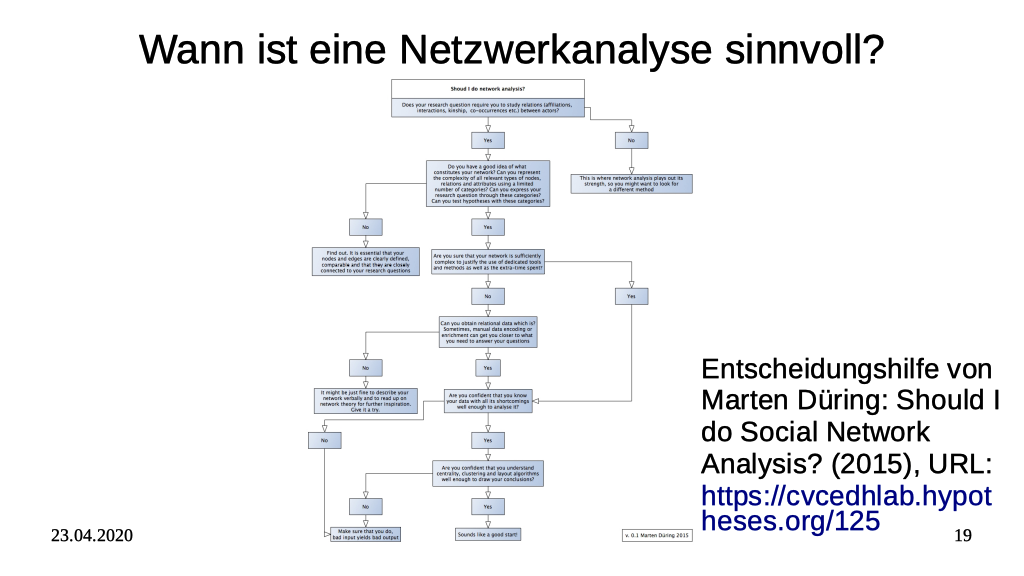 Wann ist eine Netzwerkanalyse sinnvoll?
Shoud I do network analysis?
Does your research question require you to study relations (affiliations,
interactions, kinship, co-occurrences etc.) between actors?
Yes
No
Do you have a good idea of what
constitutes your network? Can you represent
the complexity of all relevant types of nodes,
relations and attributes using a limited
number of categories? Can you express your
research question through these categories?
Can you test hypotheses with these categories?
This is where network analysis plays out its
strength, so you might want to look for
a different method
No
Yes
Find out. It is essential that your
nodes and edges are clearly defined,
comparable and that they are closely
connected to your research questions
Are you sure that your network is sufficiently
complex to justify the use of dedicated tools
and methods as well as the extra-time spent?
No
Yes
Can you obtain relational data which is?
Sometimes, manual data encoding or
enrichment can get you closer to what
you need to answer your questions
No
Yes
It might be just fine to describe your
network verbally and to read up on
network theory for further inspiration.
Give it a try.
Are you confident that you know
your data with all its shortcomings
well enough to analyse it?
No
Yes
Are you confident that you understand
centrality, clustering and layout algorithms
well enough to draw your conclusions?
No
Yes
Make sure that you do,
bad input yields bad output
Sounds like a good start!
v. 0.1 Marten Düring 2015
Entscheidungshilfe von
Marten Düring: Should I
do Social Network
Analysis? (2015), URL:
https://cvcedhlab.hypot
heses.org/125
23.04.2020
19